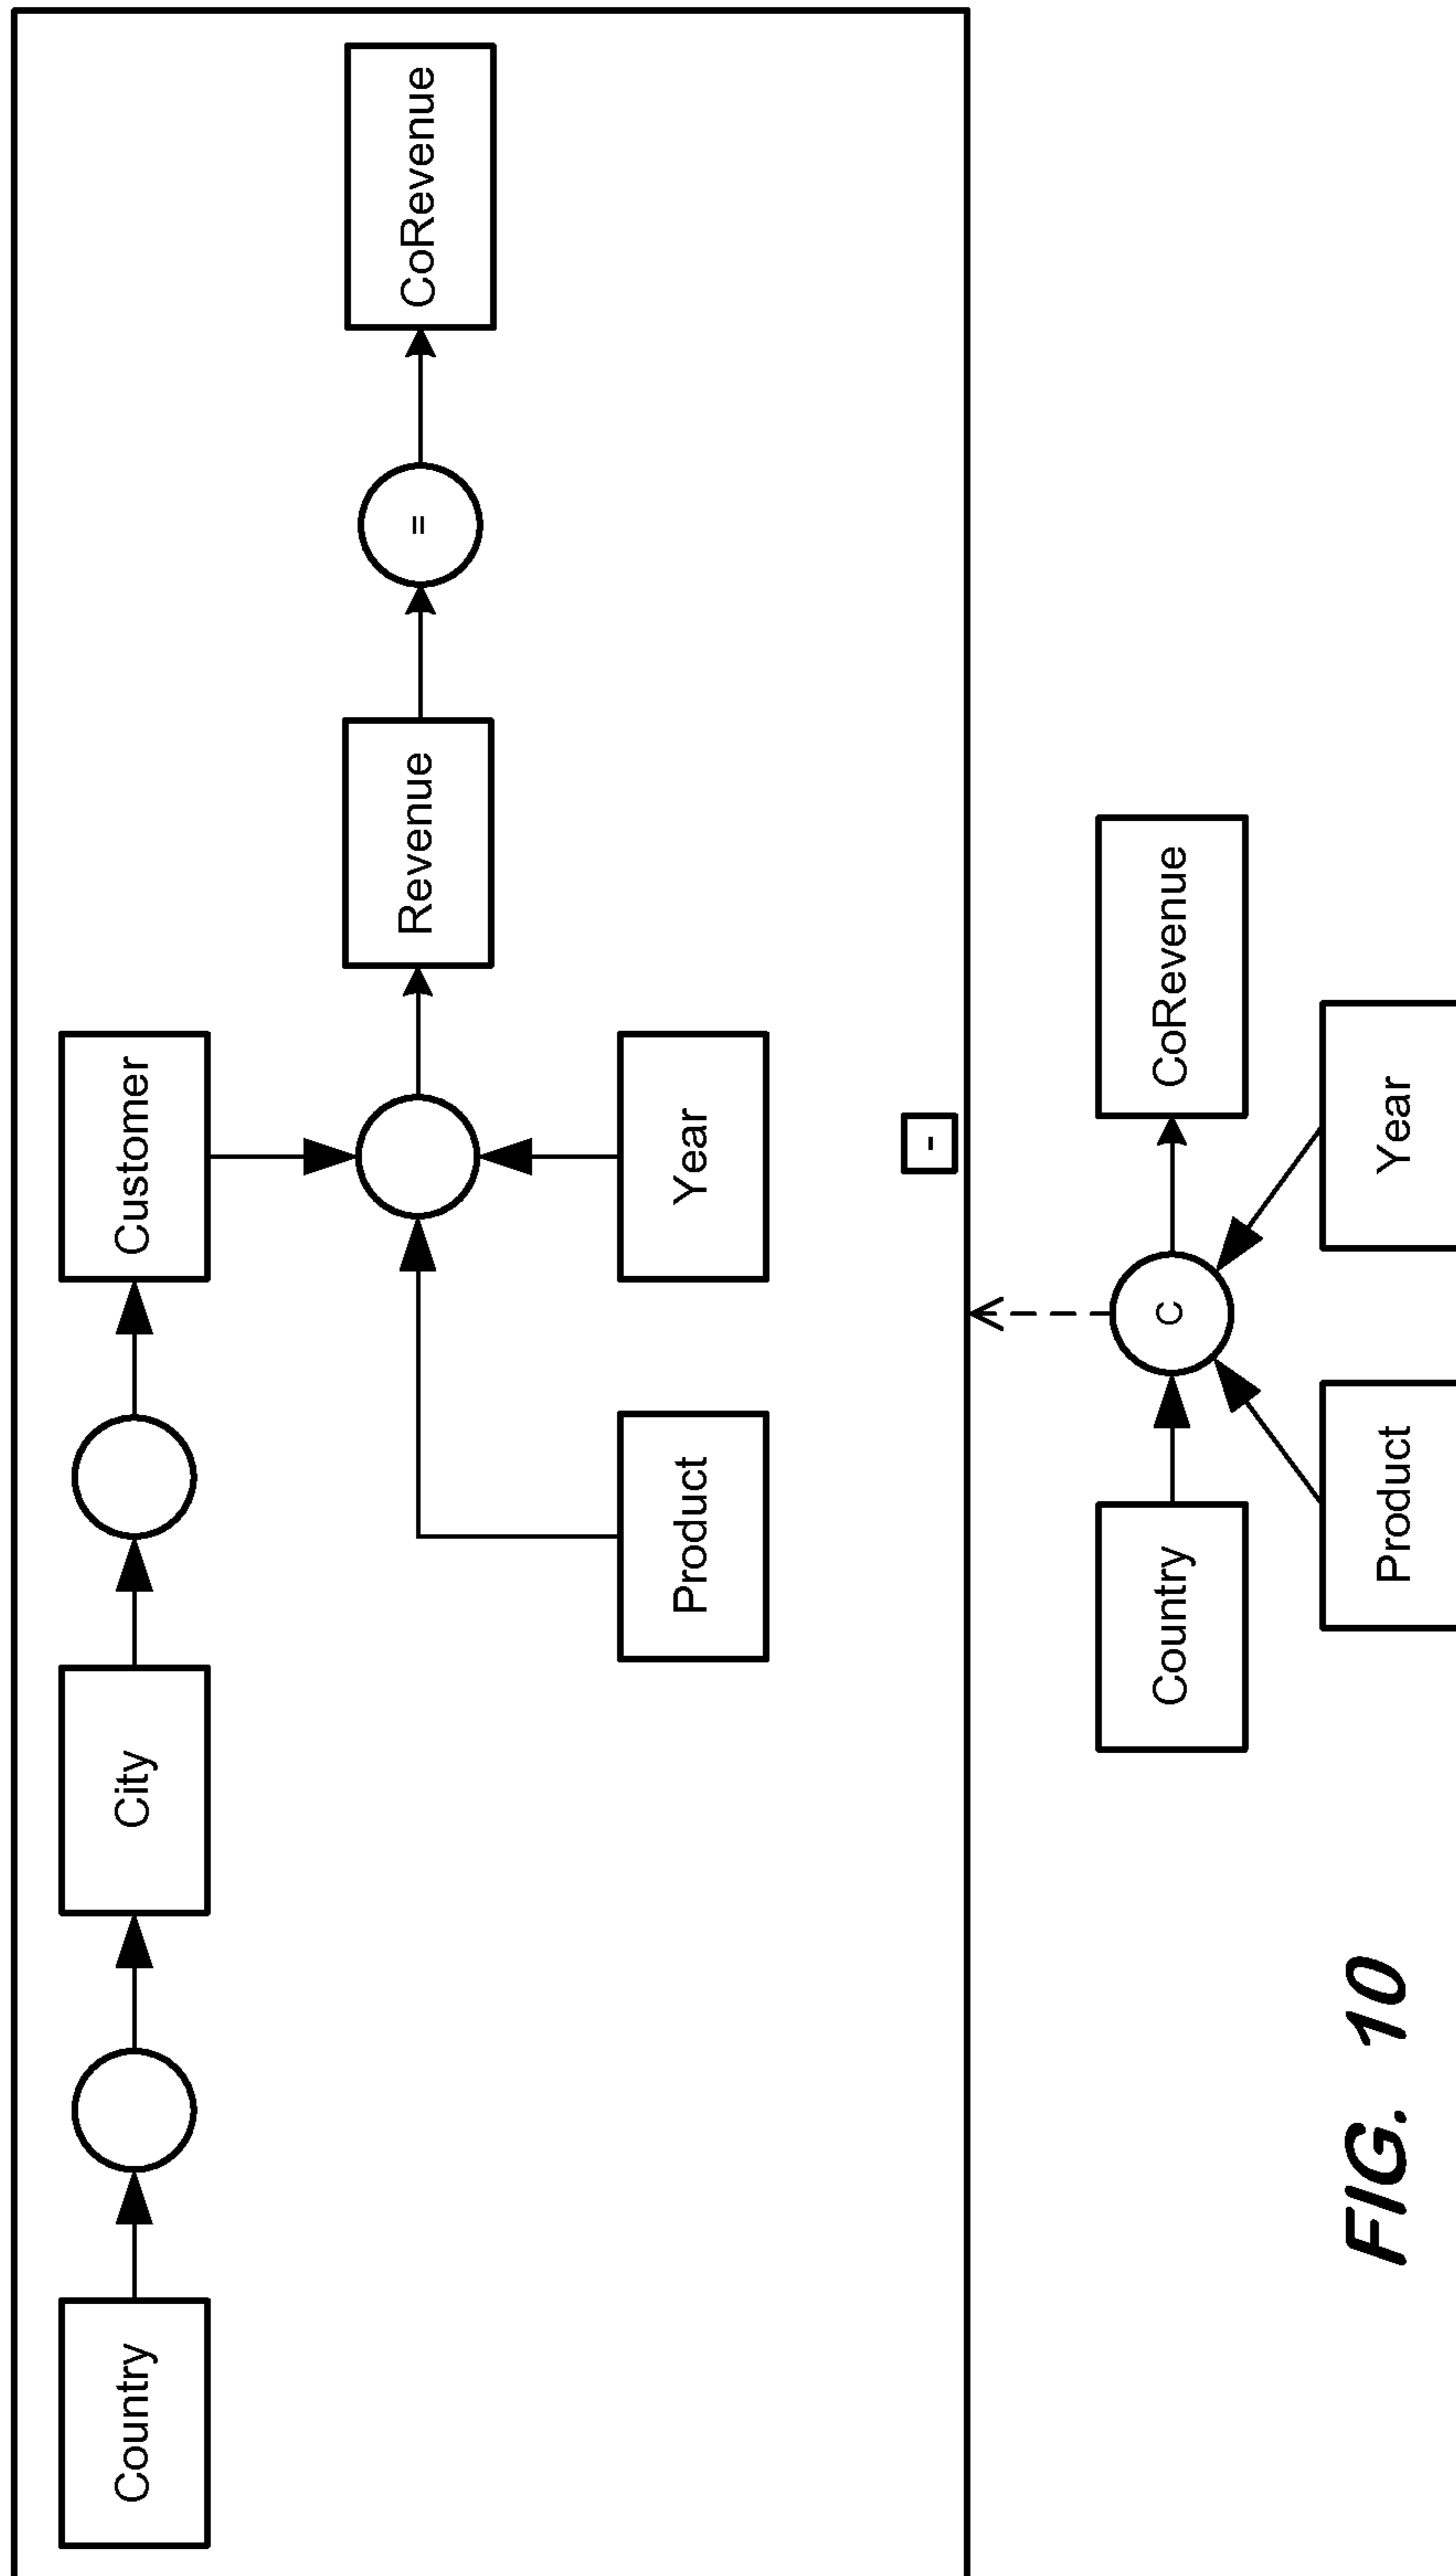 Country
City
Customer
Revenue
=
CoRevenue
Product
Year
-
Country
C
CoRevenue
Product
Year
FIG. 10